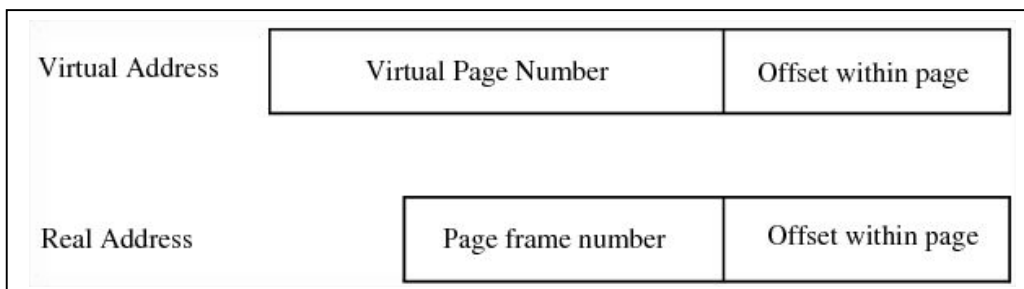 Virtual Address Virtual Page Number Offset within page
Real Address Page frame number Offset within page